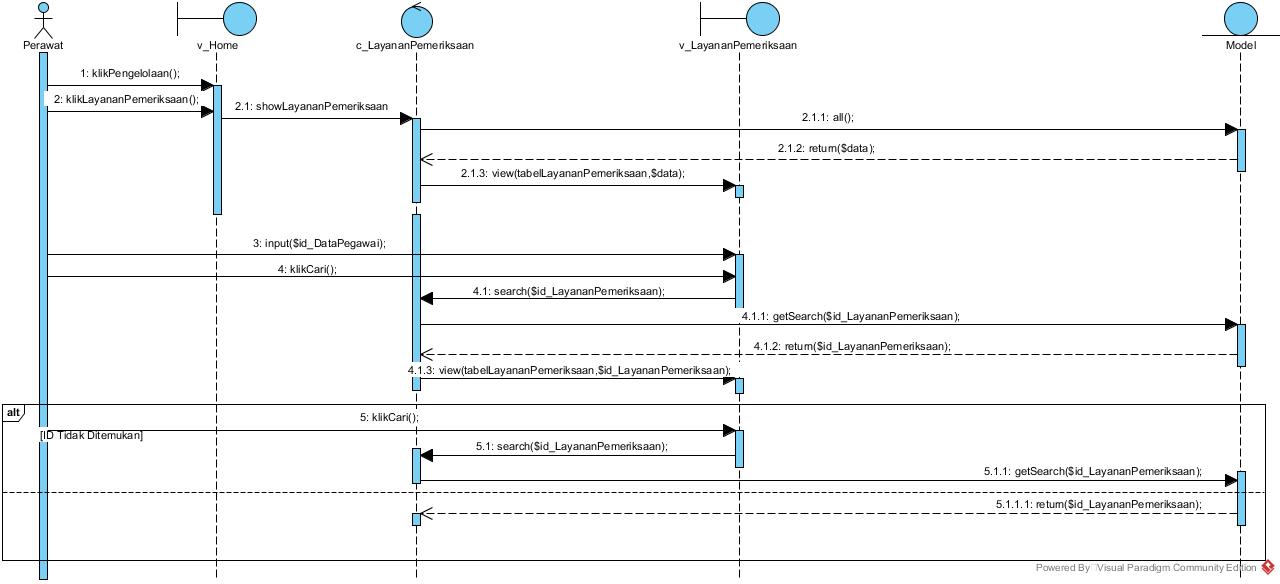 Perawat
v_Home
c_LayananPemeriksaan
v_LayananPemeriksaan
Model
1: klikPengelolaan();
2: klikLayananPemeriksaan();
2.1: showLayananPemeriksaan
2.1.1: all();
2.1.2: return($data);
2.1.3: view(tabelLayananPemeriksaan,$data);
3: input($id_DataPegawai);
4: klikCari();
4.1: search($id_LayananPemeriksaan);
4.1.1: getSearch($id_LayananPemeriksaan);
4.1.2: return($id_LayananPemeriksaan);
4.1.3: view(tabelLayananPemeriksaan,$id_LayananPemeriksaan);
alt
5: klikCari();
[ID Tidak Ditemukan]
5.1: search($id_LayananPemeriksaan);
5.1.1: getSearch($id_LayananPemeriksaan);
5.1.1.1: return($id_LayananPemeriksaan);
Powered By Visual Paradigm Community Edition